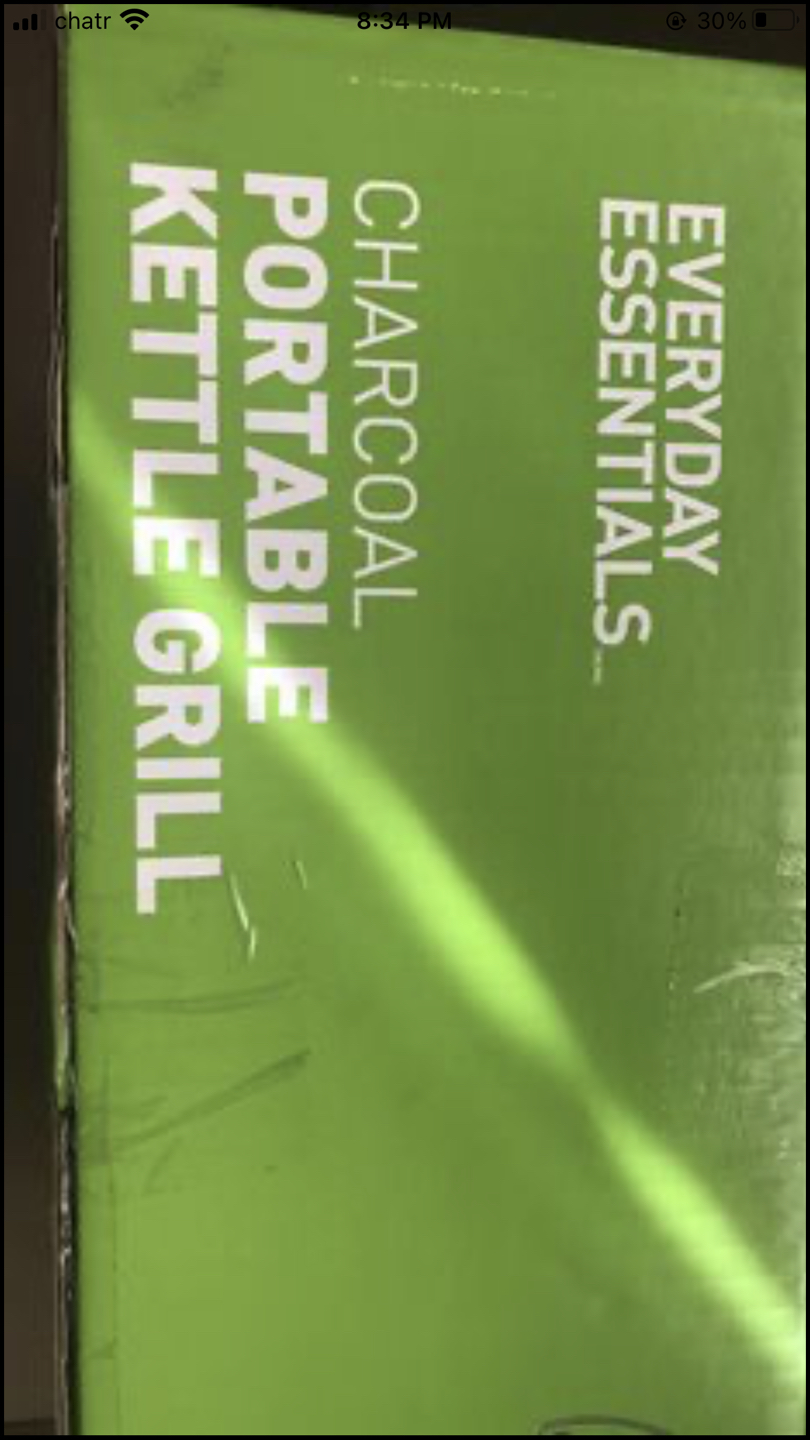 chatr 8:34 PM 30%
EVERYDAY
ESSENTIALS
CHARCOAL
PORTABLE
KETTLE GRILL